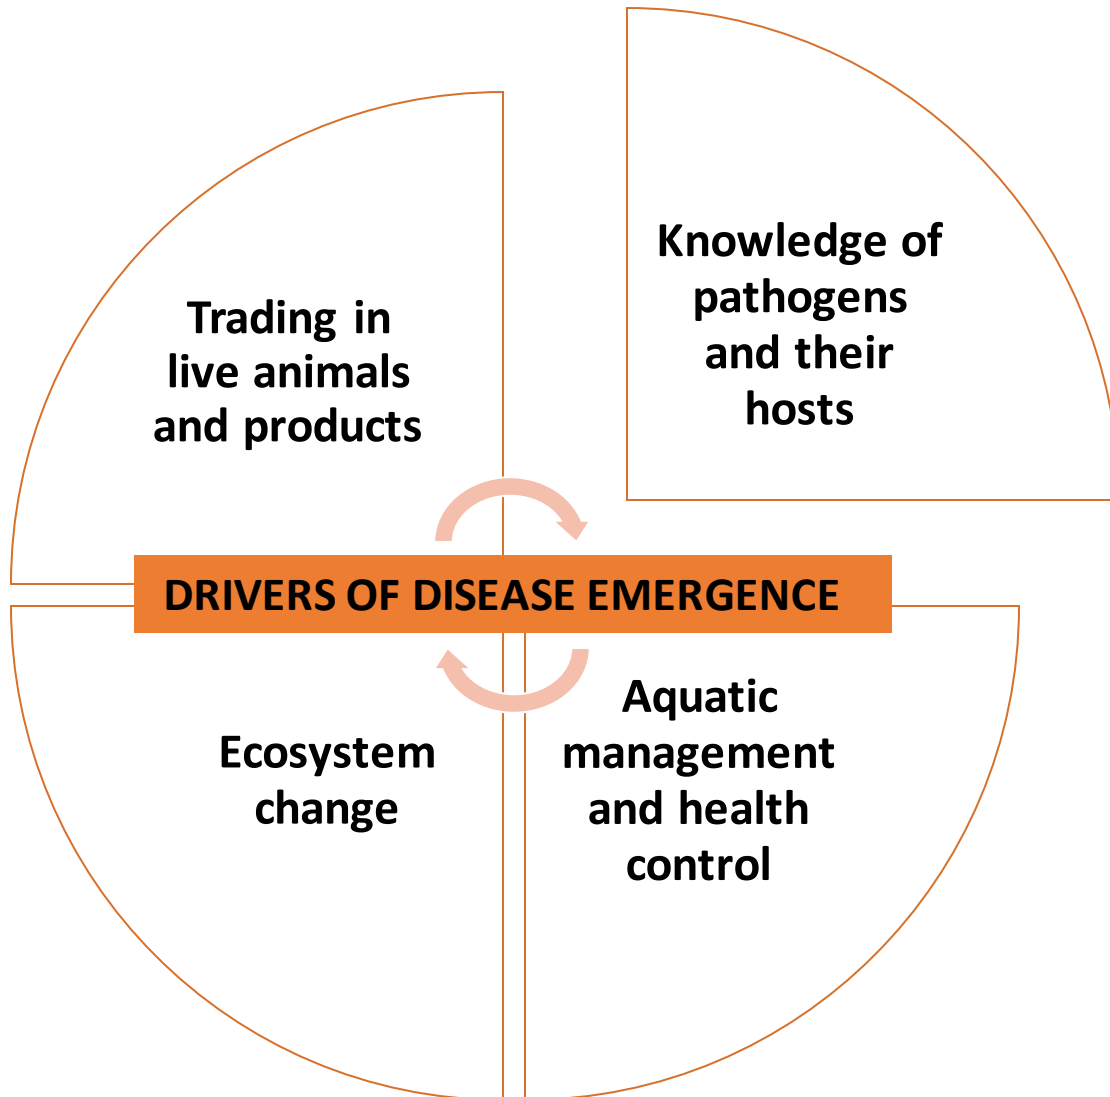 Trading in
live animals
and products
Knowledge of
pathogens
and their
hosts
DRIVERS OF DISEASE EMERGENCE
Ecosystem
change
Aquatic
management
and health
control